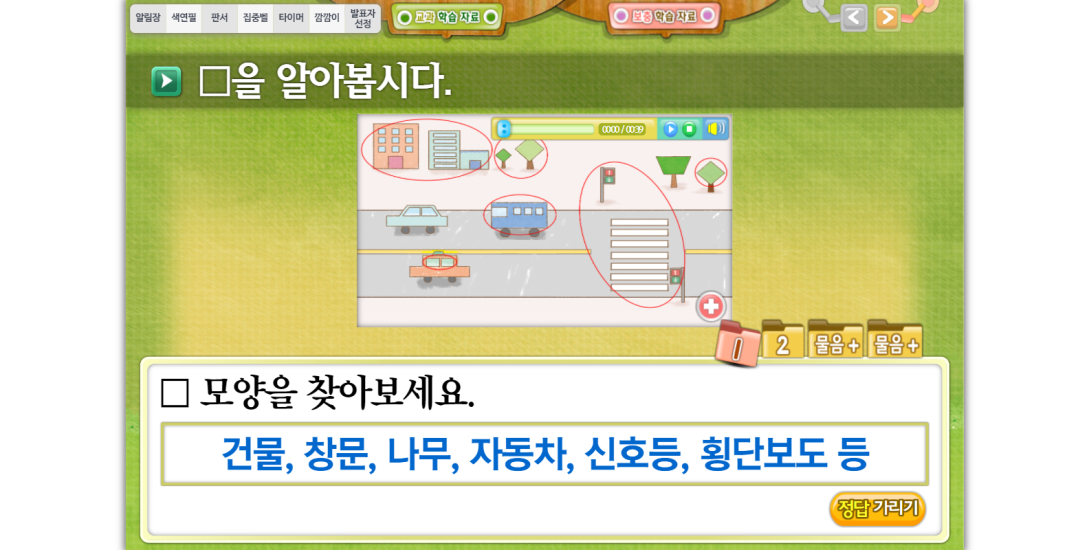 알림장 색연필 판서 집중벨 타이머 깜깜이 발표자
선정
교과 학습 자료
보충 학습 자료
□을 알아봅시다.
00:00 / 00:39
1 2 물음+ 물음+
□ 모양을 찾아보세요.
건물, 창문, 나무, 자동차, 신호등, 횡단보도 등
정답 가리기